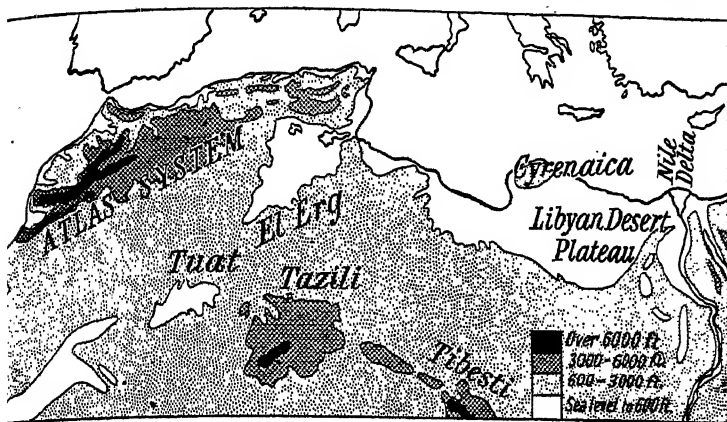 ATLAS SYSTEM
El Erg
Cyrenaica
Nile
Delta
Libyan Desert
Plateau
Tuat
Tazili
Tibesti
Over 6000 ft.
3000-6000 ft.
600-3000 ft.
Sea level to 600 ft.